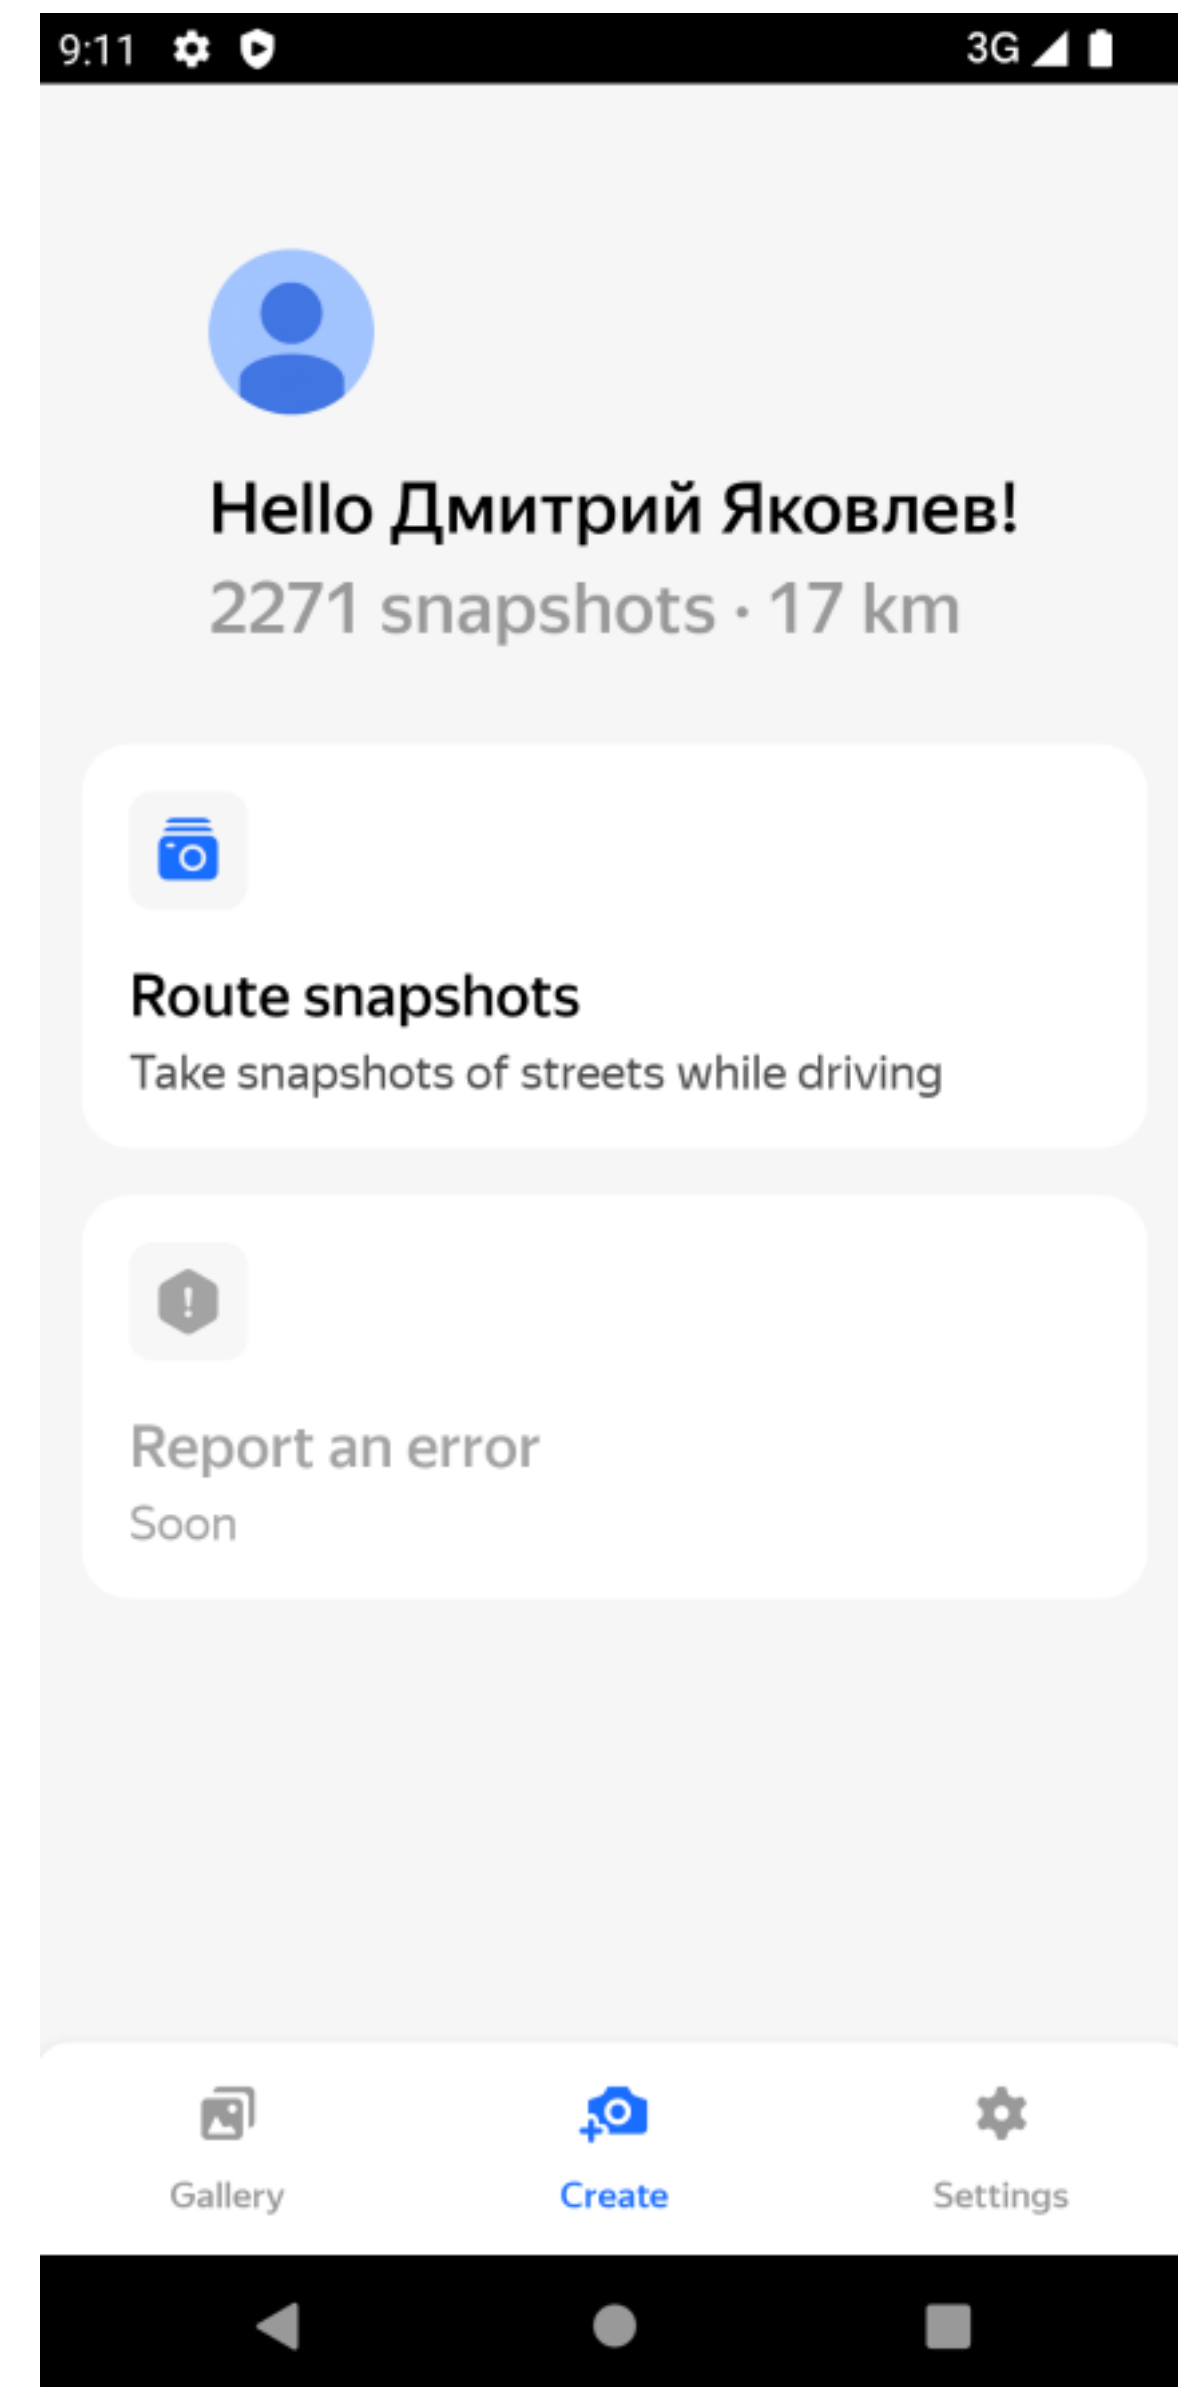 9:11
3G
Hello Дмитрий Яковлев!
2271 snapshots · 17 km
Route snapshots
Take snapshots of streets while driving
Report an error
Soon
Gallery
Create
Settings